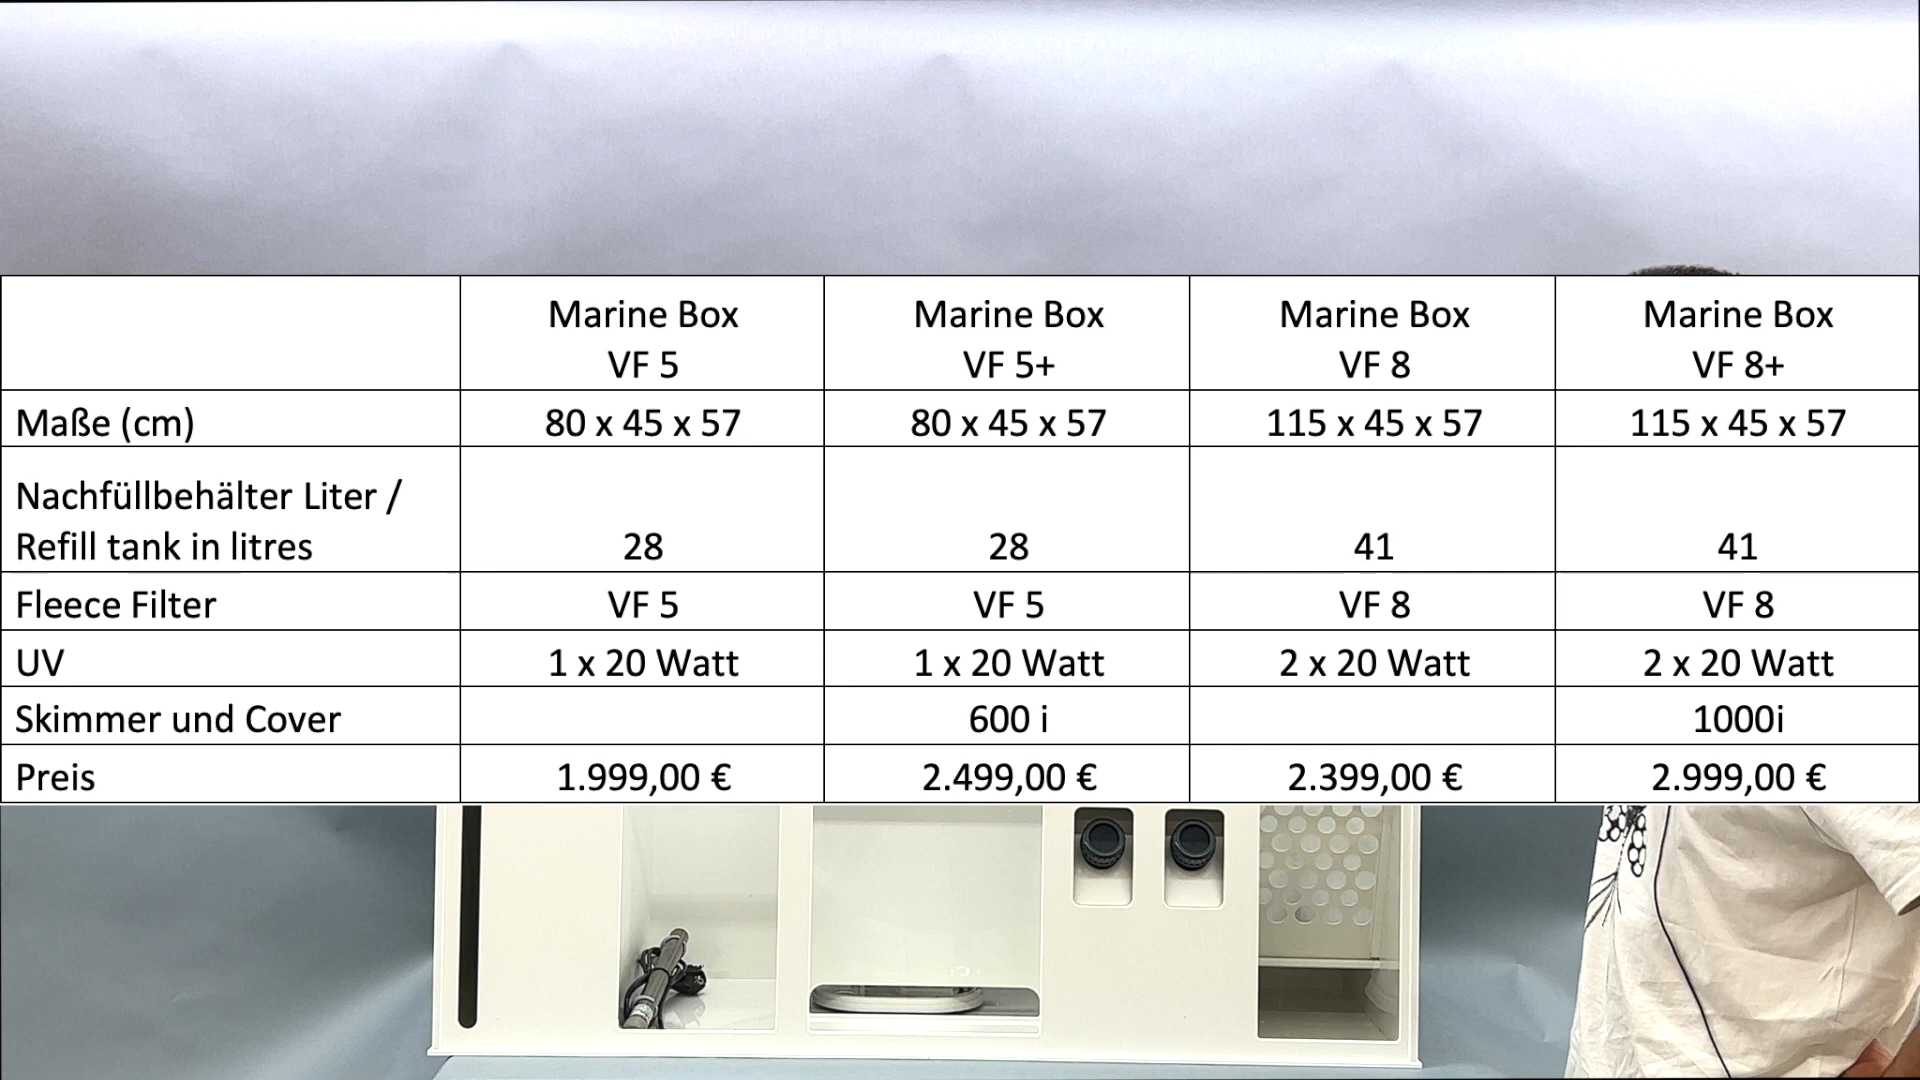 Marine Box VF 5 Marine Box VF 5+ Marine Box VF 8 Marine Box VF 8+
Maße (cm) 80 x 45 x 57 80 x 45 x 57 115 x 45 x 57 115 x 45 x 57
Nachfüllbehälter Liter /
Refill tank in litres 28 28 41 41
Fleece Filter VF 5 VF 5 VF 8 VF 8
UV 1 x 20 Watt 1 x 20 Watt 2 x 20 Watt 2 x 20 Watt
Skimmer und Cover 600 i 1000i
Preis 1.999,00 € 2.499,00 € 2.399,00 € 2.999,00 €